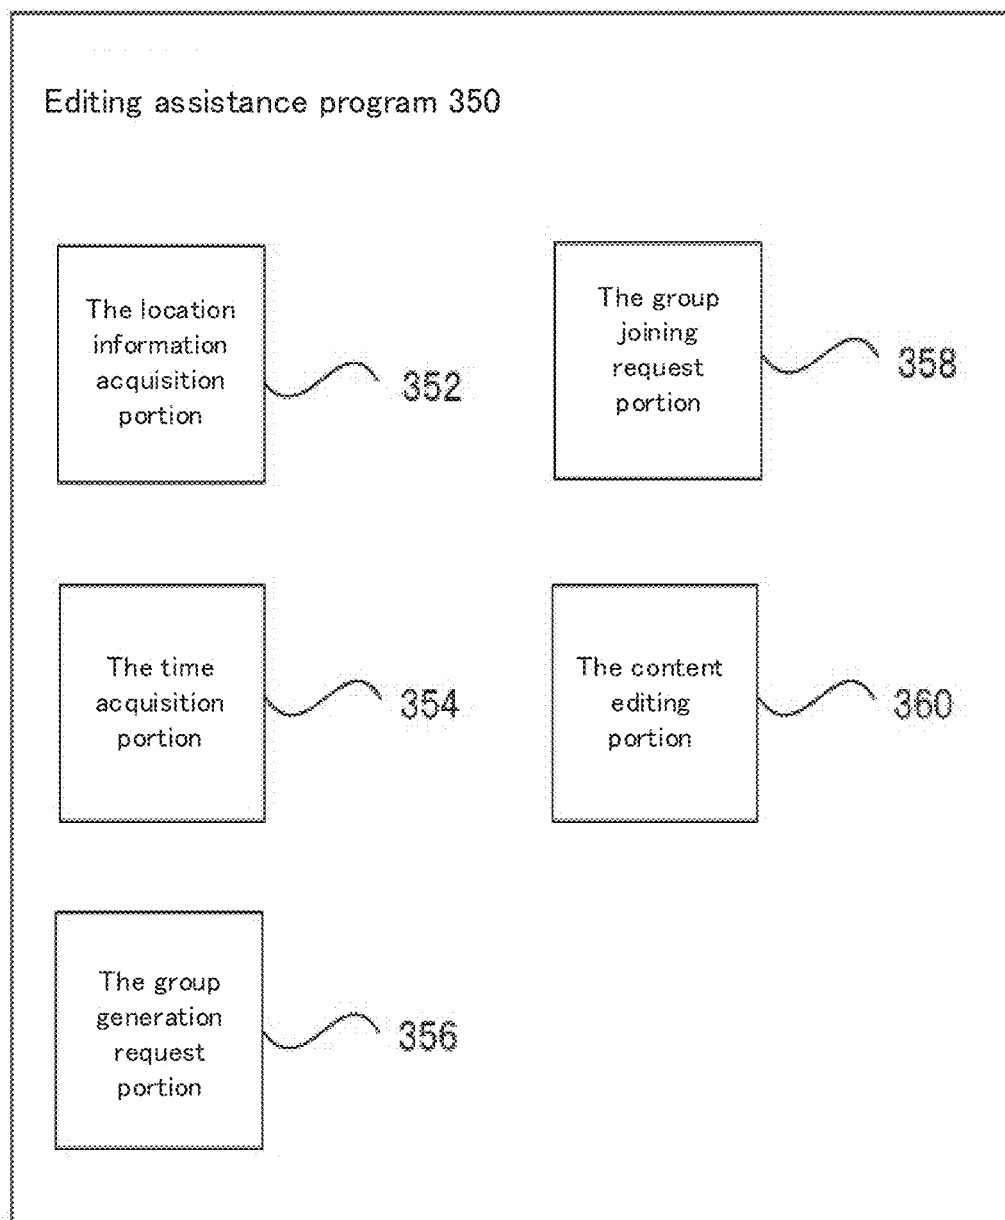 Editing assistance program 350
The location
information
acquisition
portion
352
The time
acquisition
portion
354
The group
generation
request
portion
356
The group
joining
request
portion
358
The content
editing
portion
360